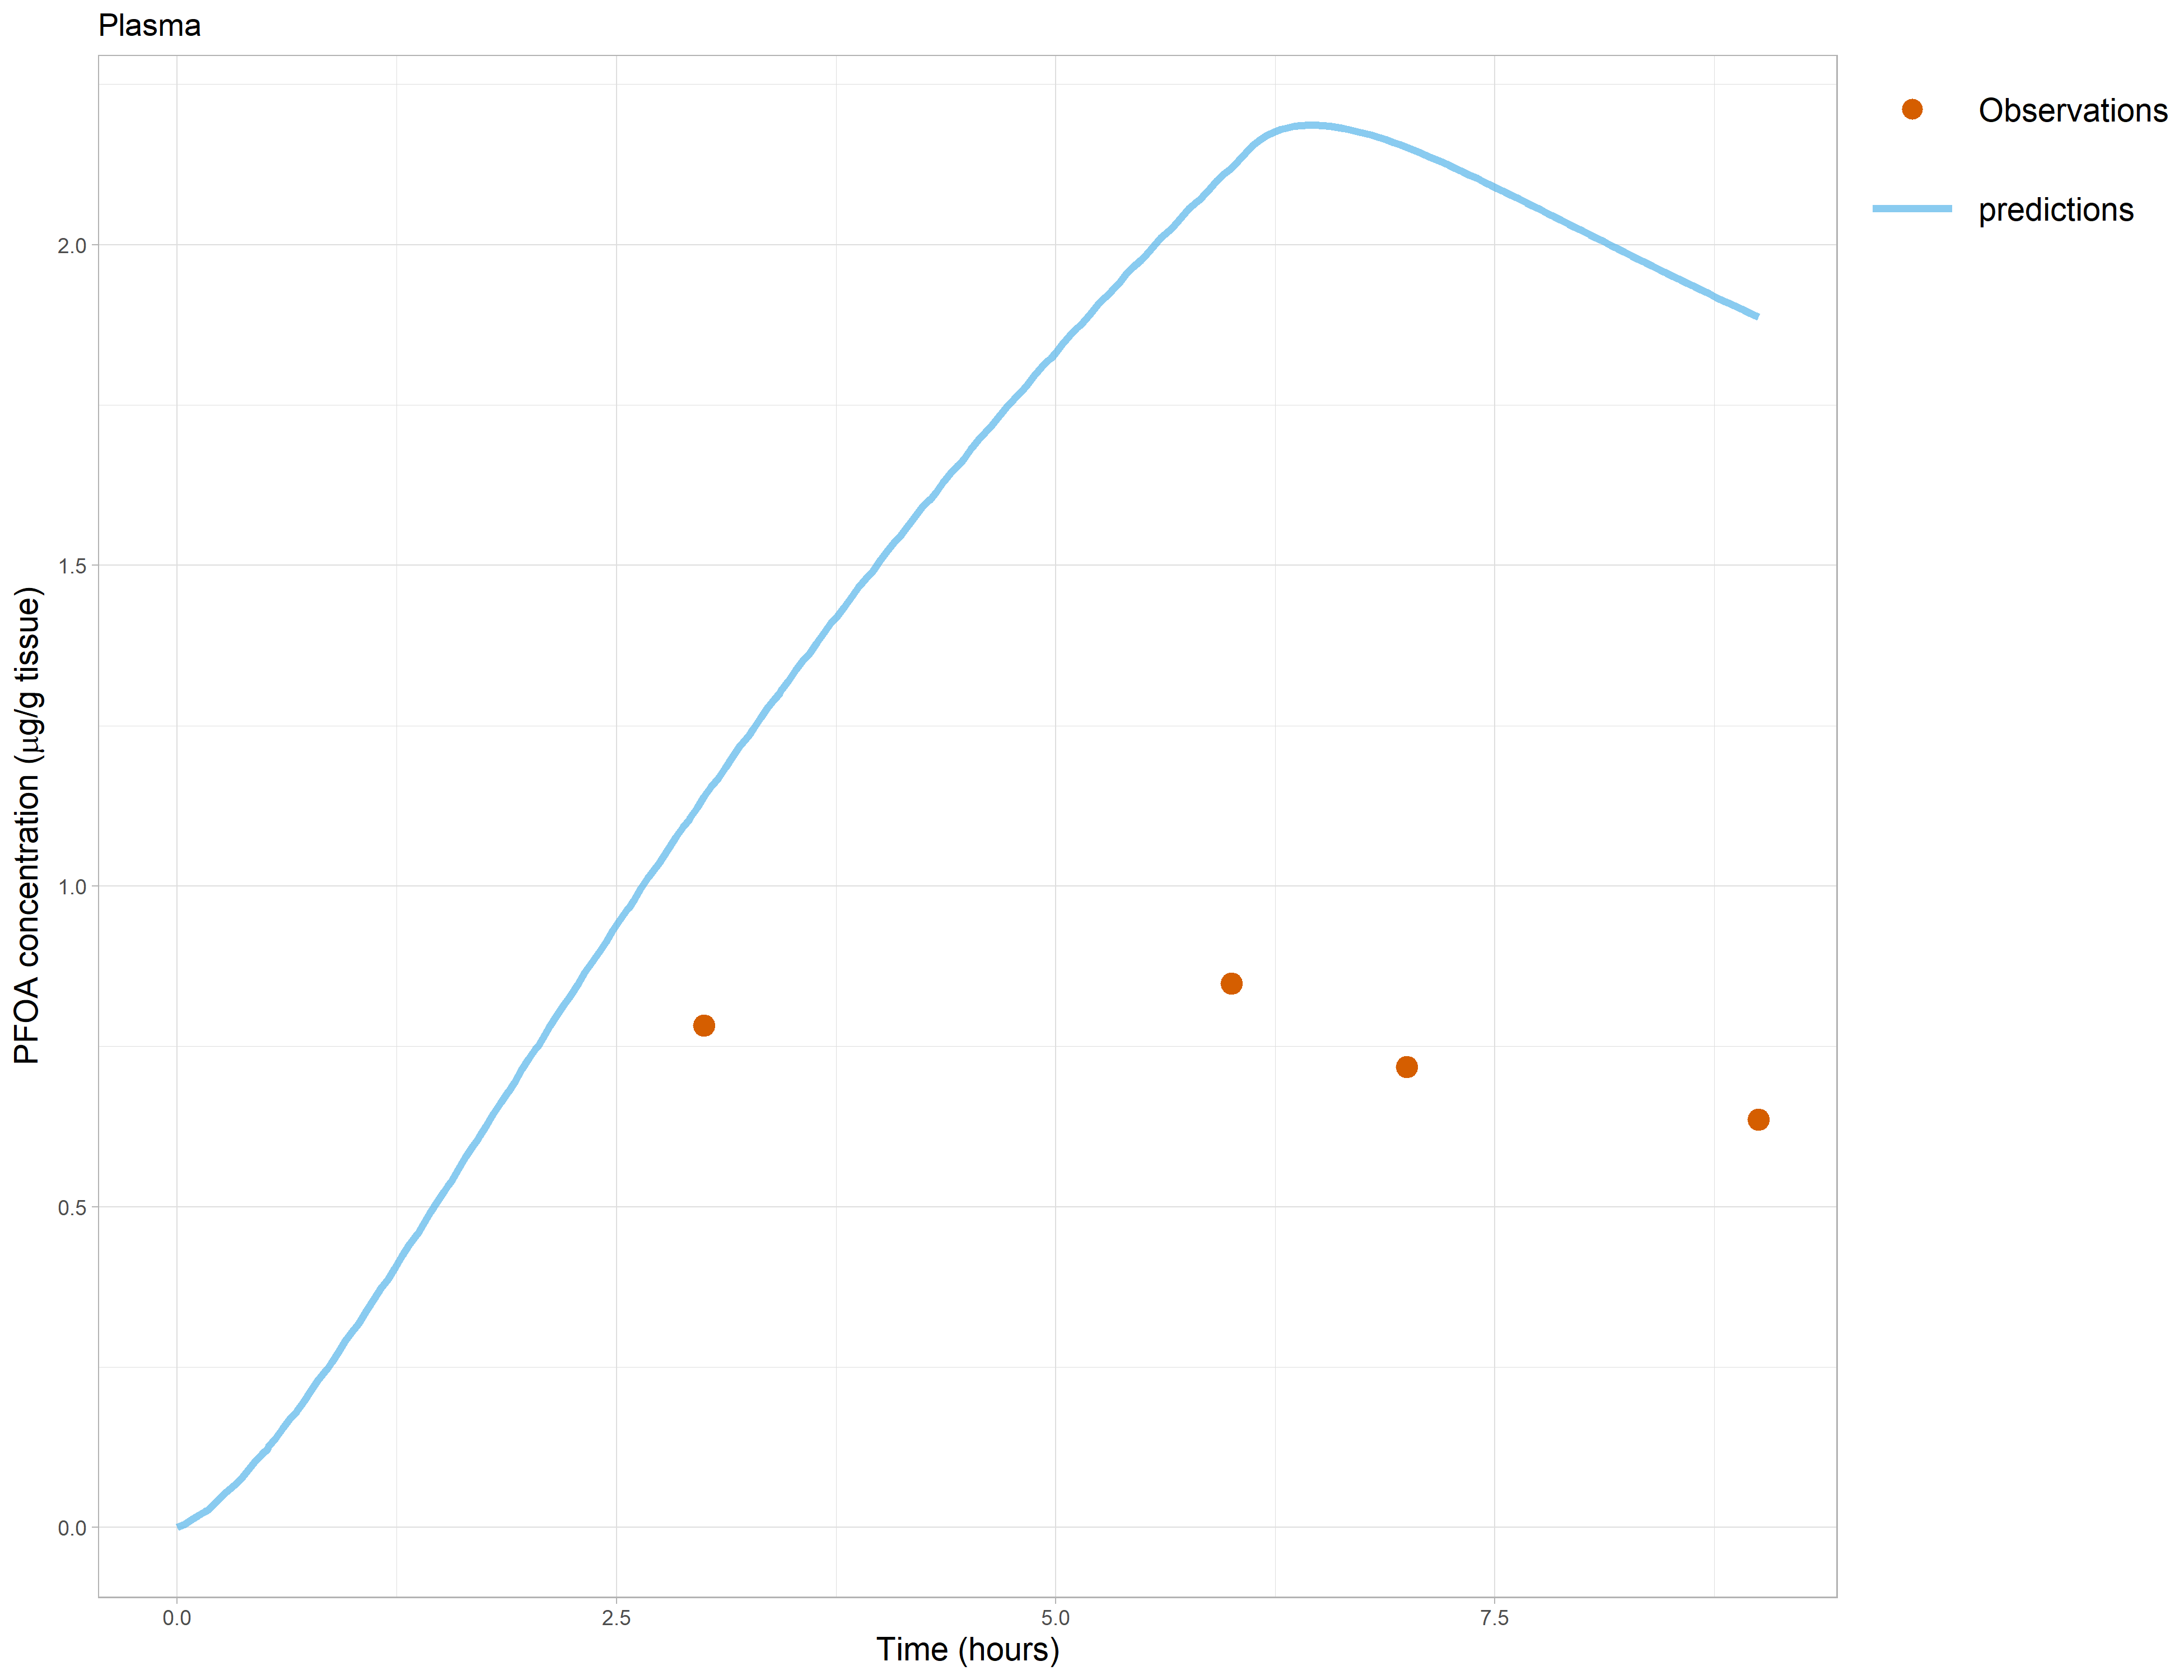 Plasma
Observations
predictions
PFOA concentration (μg/g tissue)
2.0
1.5
1.0
0.5
0.0
0.0 2.5 5.0 7.5
Time (hours)